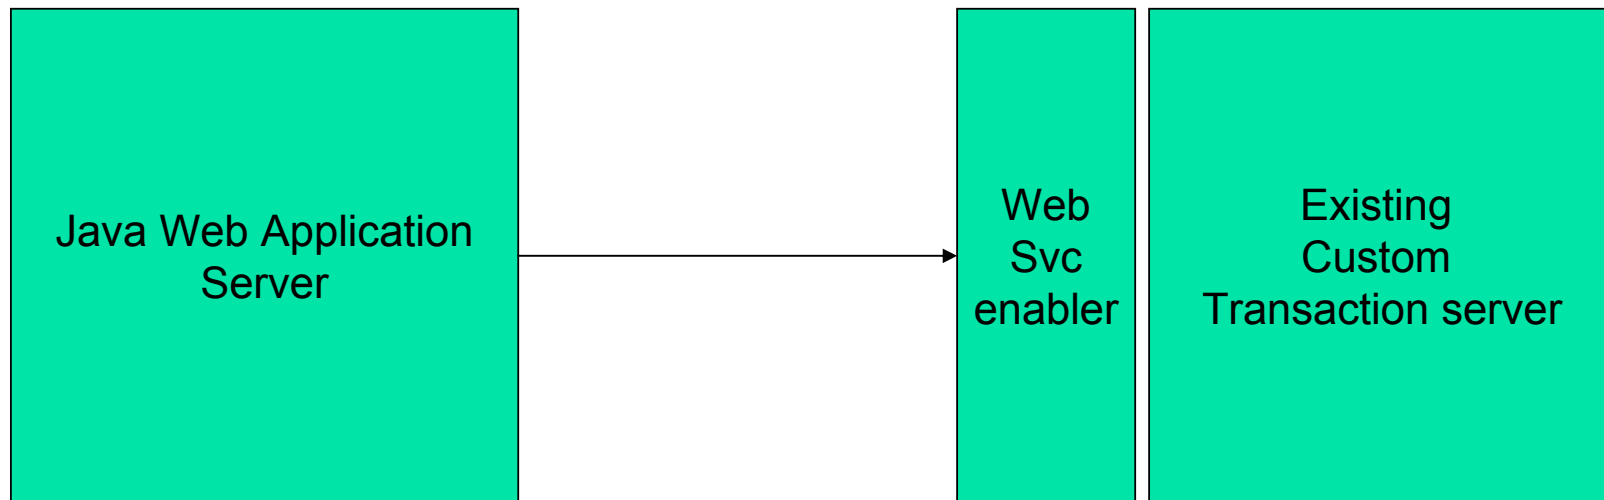 Java Web Application
Server
Web
Svc
enabler
Existing
Custom
Transaction server